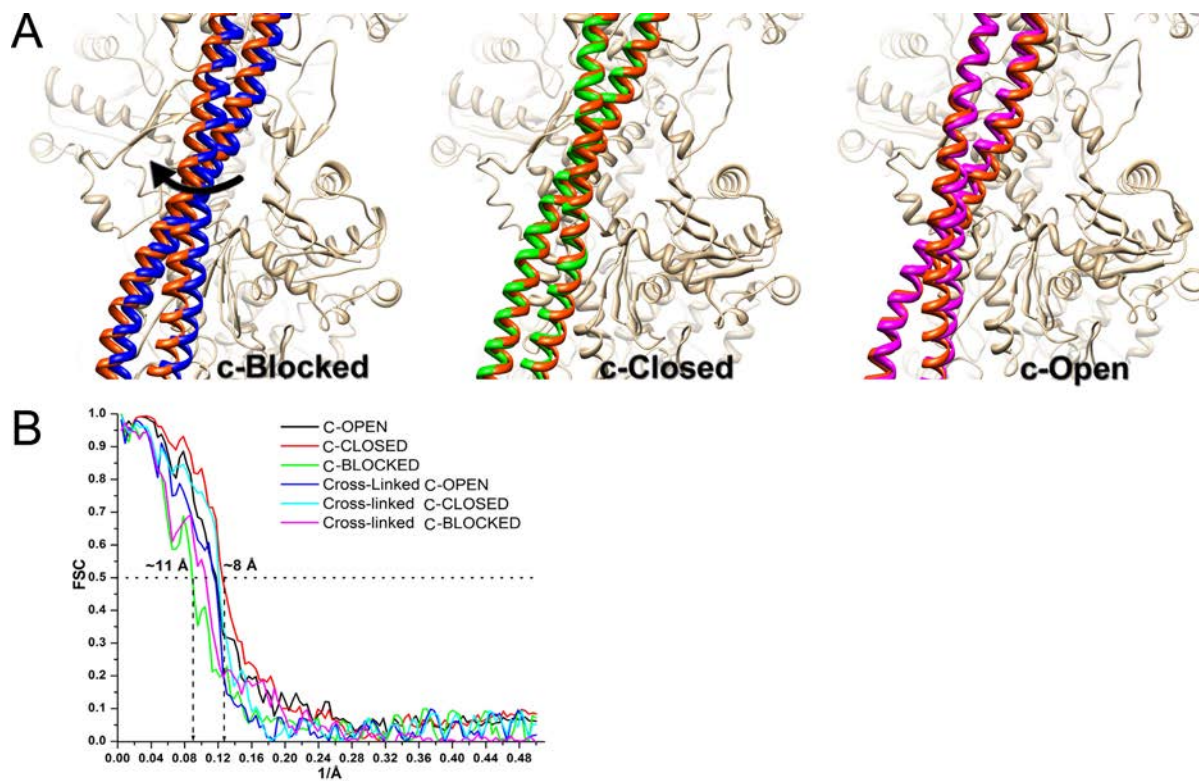 A
c-Blocked
c-Closed
c-Open
B
C-OPEN
C-CLOSED
C-BLOCKED
Cross-Linked C-OPEN
Cross-linked C-CLOSED
Cross-linked C-BLOCKED
1.0
0.9
0.8
0.7
0.6
0.5
0.4
0.3
0.2
0.1
0.0
FSC
~11 Å
~8 Å
0.00 0.04 0.08 0.12 0.16 0.20 0.24 0.28 0.32 0.36 0.40 0.44 0.48
1/Å